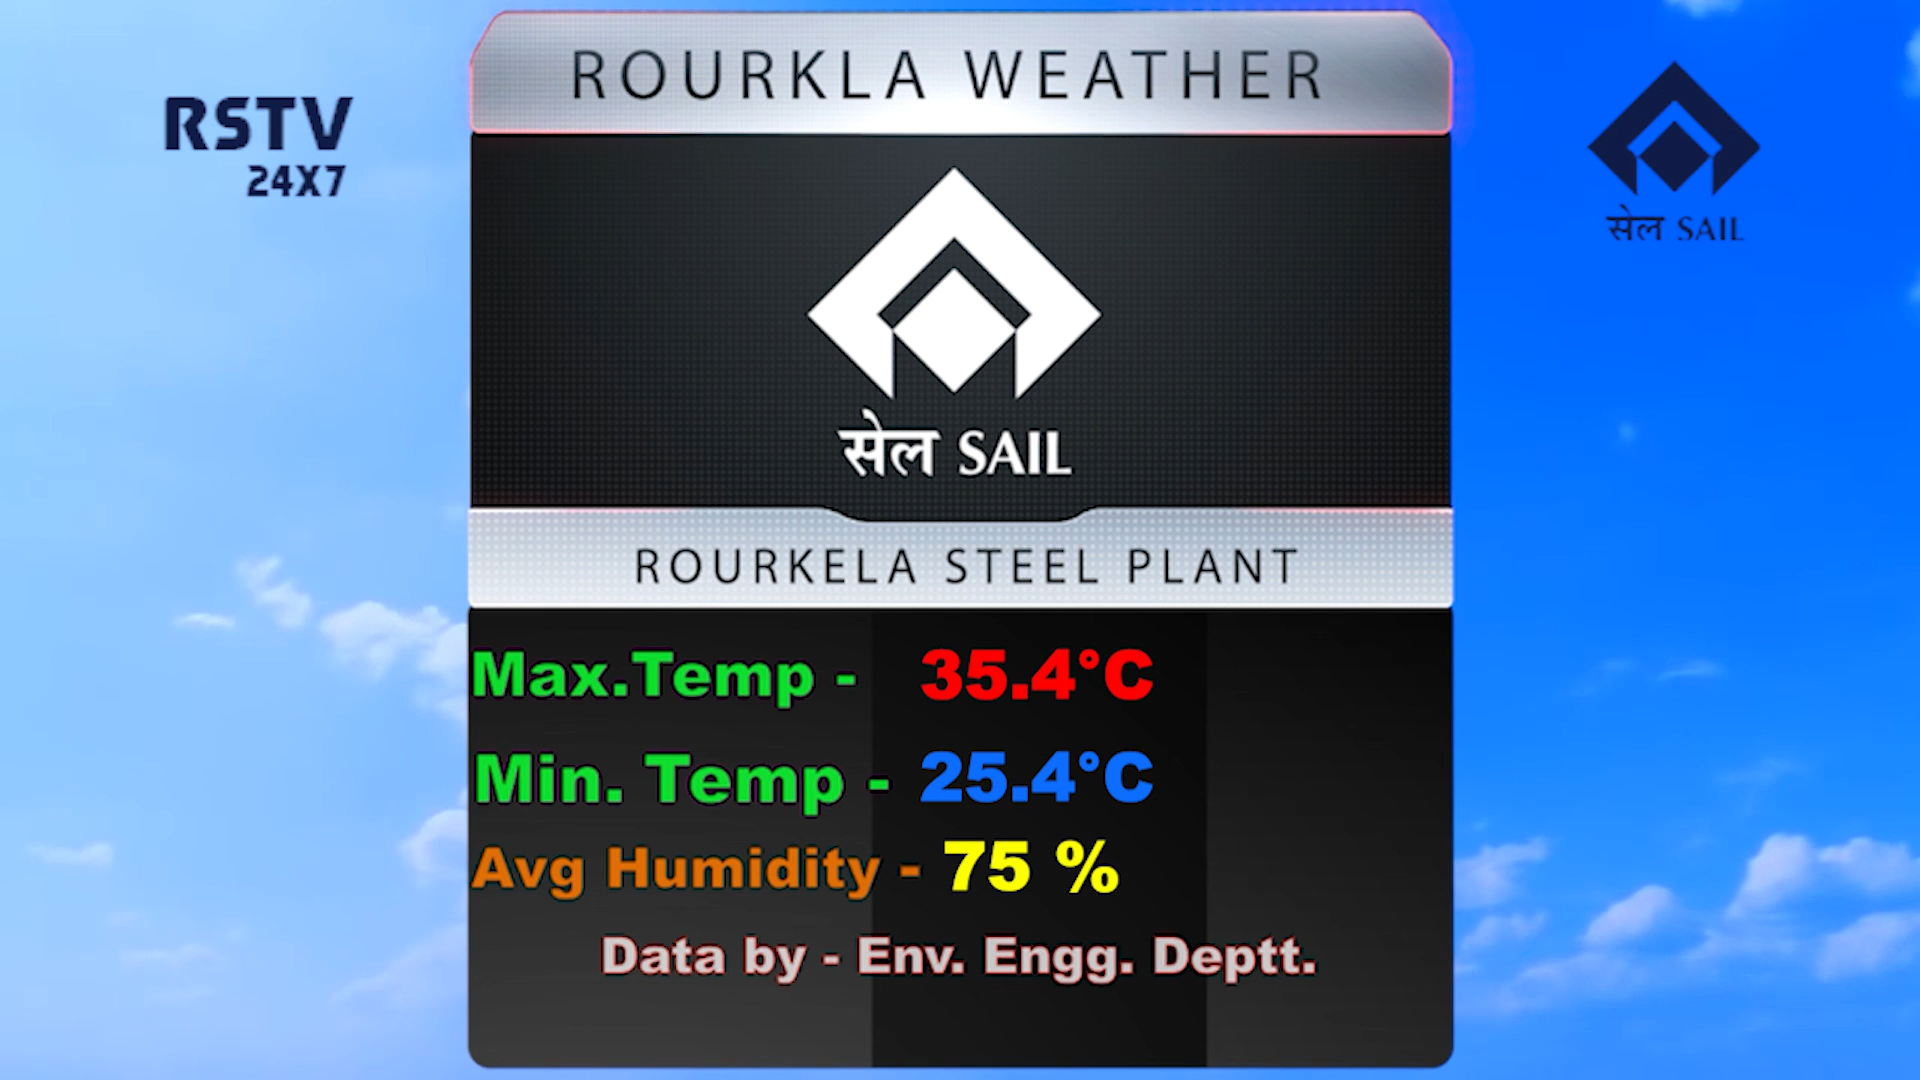 ROURKLA WEATHER
RSTV
24X7
सेल SAIL
सेल SAIL
ROURKELA STEEL PLANT
Max.Temp - 35.4°C
Min. Temp - 25.4°C
Avg Humidity - 75 %
Data by - Env. Engg. Deptt.